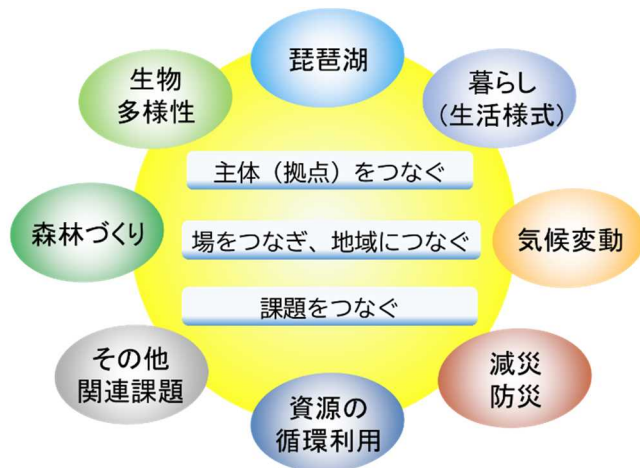 琵琶湖
生物
多様性
暮らし
(生活様式)
主体（拠点）をつなぐ
森林づくり
場をつなぎ、地域につなぐ
気候変動
課題をつなぐ
その他
関連課題
減災
防災
資源の
循環利用